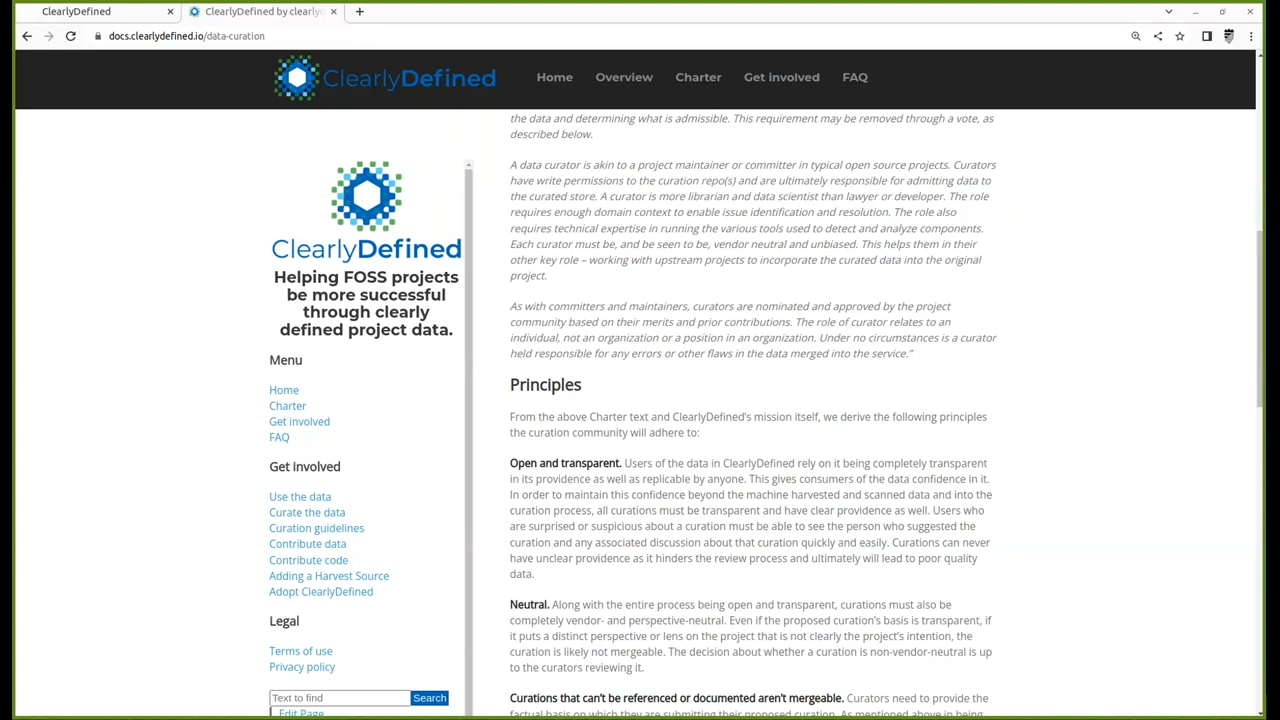 ClearlyDefined
ClearlyDefined by clearly
docs.clearlydefined.io/data-curation
ClearlyDefined
Home
Overview
Charter
Get involved
FAQ
ClearlyDefined
Helping FOSS projects
be more successful
through clearly
defined project data.
Menu
Home
Charter
Get involved
FAQ
Get involved
Use the data
Curate the data
Curation guidelines
Contribute data
Contribute code
Adding a Harvest Source
Adopt ClearlyDefined
Legal
Terms of use
Privacy policy
Text to find
Search
Edit Page
the data and determining what is admissible. This requirement may be removed through a vote, as
described below.
A data curator is akin to a project maintainer or committer in typical open source projects. Curators
have write permissions to the curation repo(s) and are ultimately responsible for admitting data to
the curated store. A curator is more librarian and data scientist than lawyer or developer. The role
requires enough domain context to enable issue identification and resolution. The role also
requires technical expertise in running the various tools used to detect and analyze components.
Each curator must be, and be seen to be, vendor neutral and unbiased. This helps them in their
other key role – working with upstream projects to incorporate the curated data into the original
project.
As with committers and maintainers, curators are nominated and approved by the project
community based on their merits and prior contributions. The role of curator relates to an
individual, not an organization or a position in an organization. Under no circumstances is a curator
held responsible for any errors or other flaws in the data merged into the service."
Principles
From the above Charter text and ClearlyDefined's mission itself, we derive the following principles
the curation community will adhere to:
Open and transparent. Users of the data in ClearlyDefined rely on it being completely transparent
in its providence as well as replicable by anyone. This gives consumers of the data confidence in it.
In order to maintain this confidence beyond the machine harvested and scanned data and into the
curation process, all curations must be transparent and have clear providence as well. Users who
are surprised or suspicious about a curation must be able to see the person who suggested the
curation and any associated discussion about that curation quickly and easily. Curations can never
have unclear providence as it hinders the review process and ultimately will lead to poor quality
data.
Neutral. Along with the entire process being open and transparent, curations must also be
completely vendor- and perspective-neutral. Even if the proposed curation's basis is transparent, if
it puts a distinct perspective or lens on the project that is not clearly the project's intention, the
curation is likely not mergeable. The decision about whether a curation is non-vendor-neutral is up
to the curators reviewing it.
Curations that can't be referenced or documented aren't mergeable. Curators need to provide the
factual basis on which they are submitting their proposed curation. As mentioned above in being